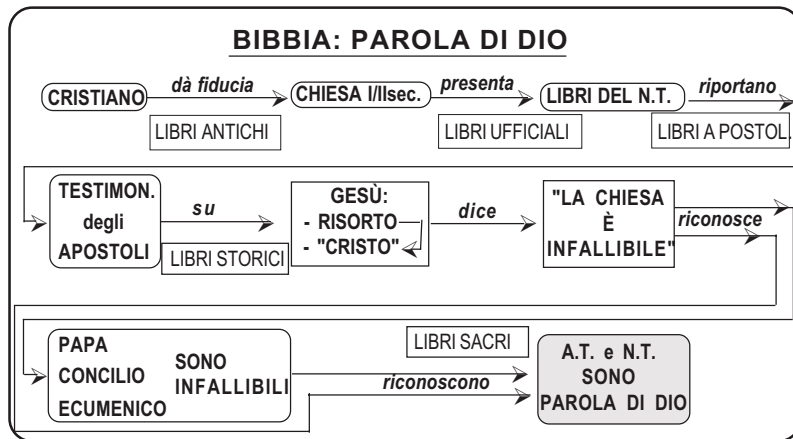 BIBBIA: PAROLA DI DIO
CRISTIANO dà fiducia CHIESA I/IIsec. presenta LIBRI DEL N.T. riportano
LIBRI ANTICHI LIBRI UFFICIALI LIBRI A POSTOL.
TESTIMON.
degli
APOSTOLI
su
LIBRI STORICI
GESÙ:
- RISORTO
- "CRISTO"
dice
"LA CHIESA
È
INFALLIBILE"
riconosce
PAPA
CONCILIO
ECUMENICO
SONO
INFALLIBILI
LIBRI SACRI
riconoscono
A.T. e N.T.
SONO
PAROLA DI DIO